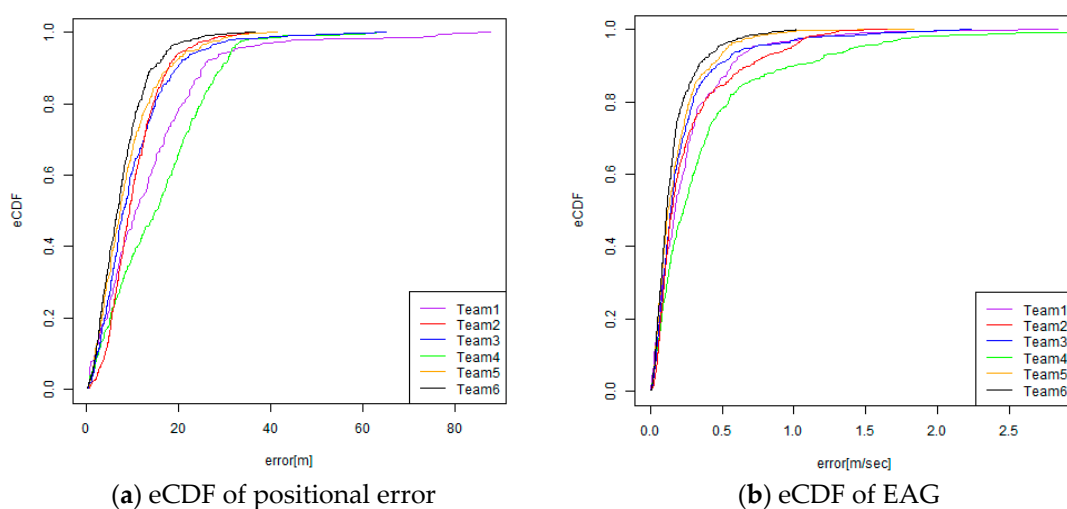 eCDF
0.0 0.2 0.4 0.6 0.8 1.0
0 20 40 60 80
error[m]
Team1
Team2
Team3
Team4
Team5
Team6
(a) eCDF of positional error
eCDF
0.0 0.2 0.4 0.6 0.8 1.0
0.0 0.5 1.0 1.5 2.0 2.5
error[m/sec]
Team1
Team2
Team3
Team4
Team5
Team6
(b) eCDF of EAG